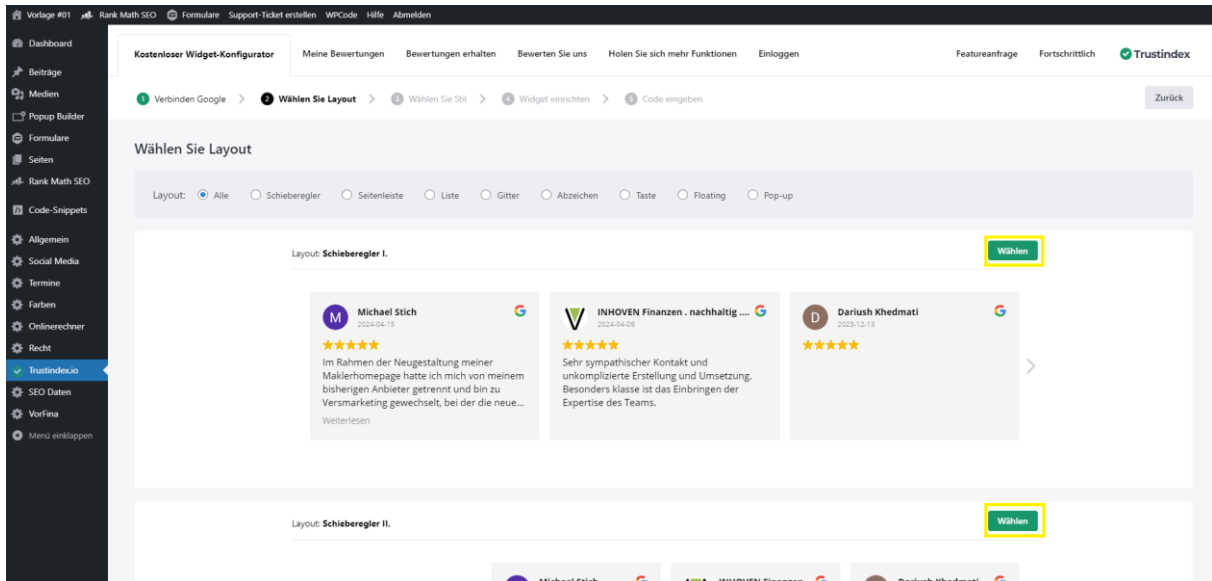 Vorlage #01 Rank Math SEO Formulare Support-Ticket erstellen WPCode Hilfe Abmelden
Dashboard
Beiträge
Medien
Popup Builder
Formulare
Seiten
Rank Math SEO
Code-Snippets
Allgemein
Social Media
Termine
Farben
Onlinerechner
Recht
Trustindex.io
SEO Daten
VorFina
Menü einklappen
Kostenloser Widget-Konfigurator Meine Bewertungen Bewertungen erhalten Bewerten Sie uns Holen Sie sich mehr Funktionen Einloggen Featureanfrage Fortschrittlich Trustindex
1 Verbinden Google > 2 Wählen Sie Layout > 3 Wählen Sie Stil > 4 Widget einrichten > 5 Code eingeben Zurück
Wählen Sie Layout
Layout: Alle Schieberegler Seitenleiste Liste Gitter Abzeichen Taste Floating Pop-up
Layout: Schieberegler I. Wählen
M Michael Stich G
2024-04-15
Im Rahmen der Neugestaltung meiner
Maklerhomepage hatte ich mich von meinem
bisherigen Anbieter getrennt und bin zu
Versmarketing gewechselt, bei der die neue...
Weiterlesen
INHOVEN Finanzen . nachhaltig .... G
2024-04-09
Sehr sympathischer Kontakt und
unkomplizierte Erstellung und Umsetzung.
Besonders klasse ist das Einbringen der
Expertise des Teams.
D Dariush Khedmati G
2023-12-13
Layout: Schieberegler II. Wählen
Michael Stich G INHOVEN Finanzen G Dariush Khedmati G